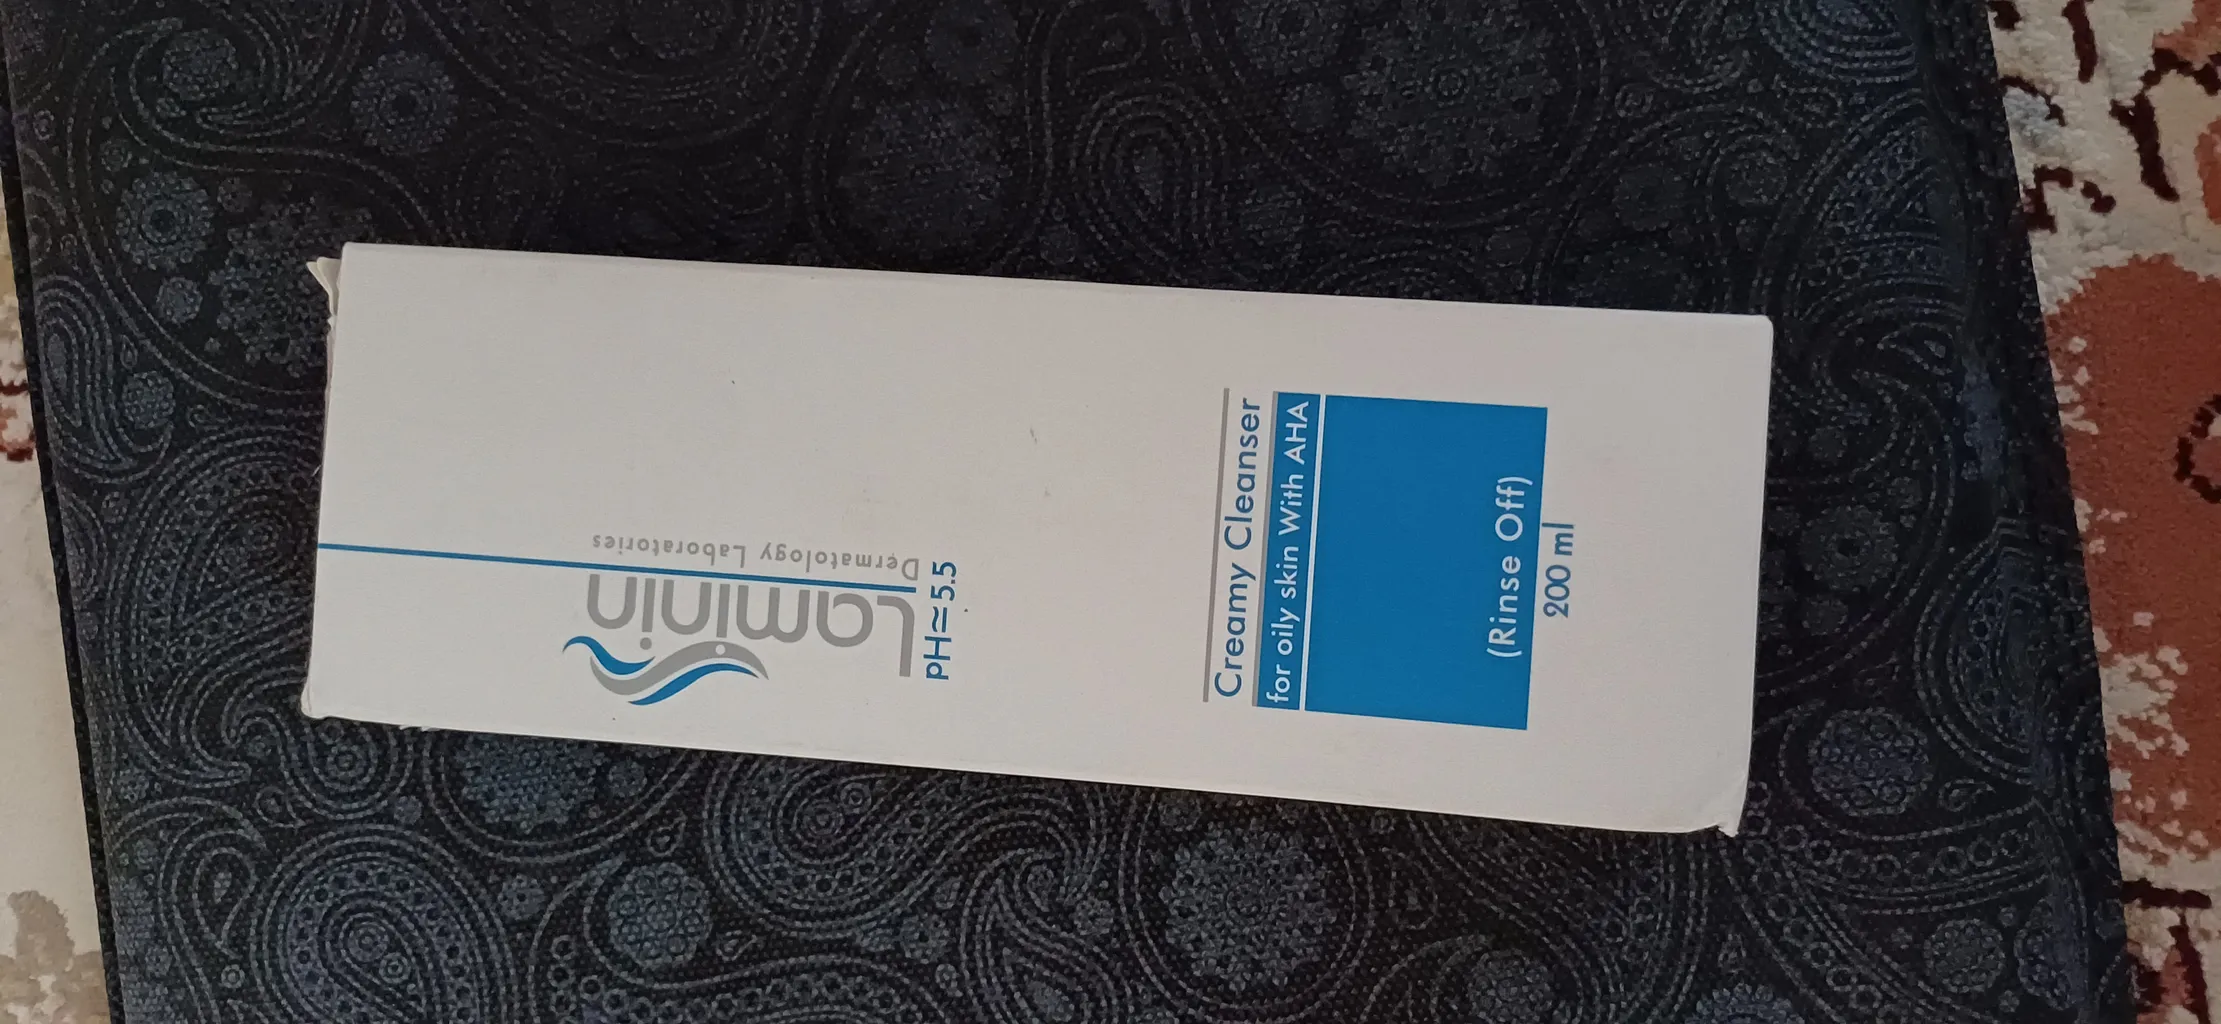 Laminin
Dermatology Laboratories
pH≃5.5
Creamy Cleanser
for oily skin With AHA
(Rinse Off)
200 ml